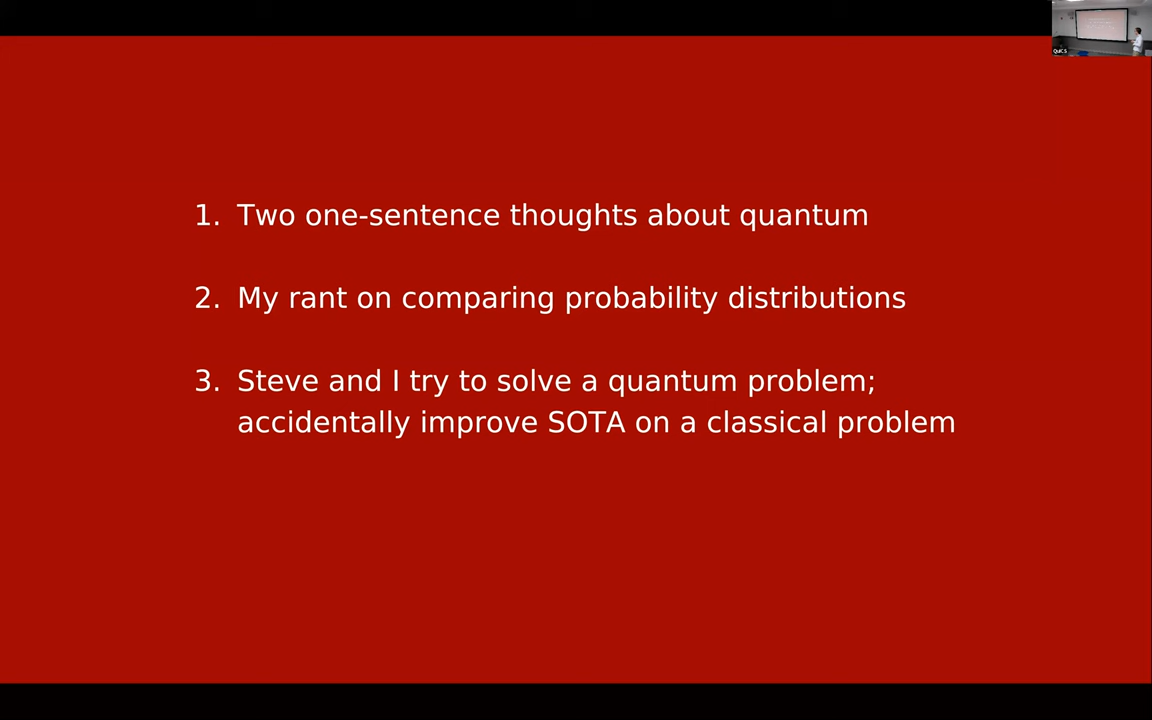 QuICS
1. Two one-sentence thoughts about quantum
2. My rant on comparing probability distributions
3. Steve and I try to solve a quantum problem;
accidentally improve SOTA on a classical problem